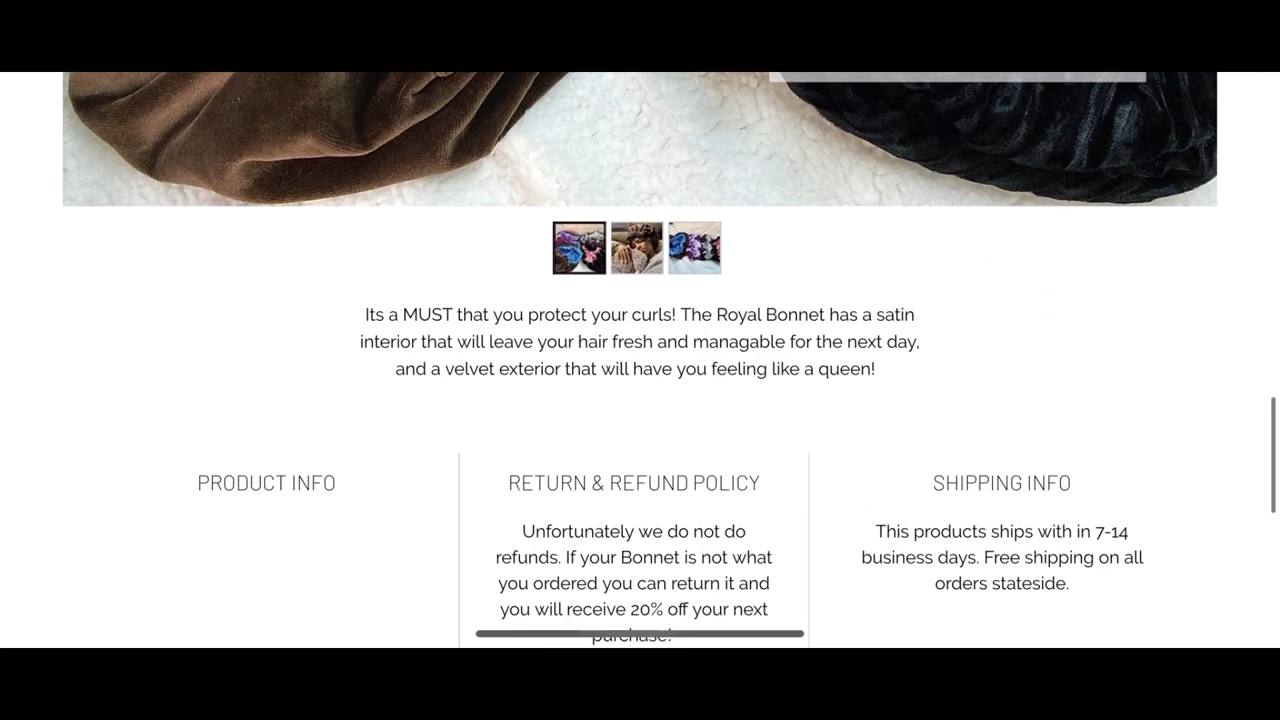 Its a MUST that you protect your curls! The Royal Bonnet has a satin
interior that will leave your hair fresh and managable for the next day,
and a velvet exterior that will have you feeling like a queen!
PRODUCT INFO
RETURN & REFUND POLICY
Unfortunately we do not do
refunds. If your Bonnet is not what
you ordered you can return it and
you will receive 20% off your next
purchase!
SHIPPING INFO
This products ships with in 7-14
business days. Free shipping on all
orders stateside.